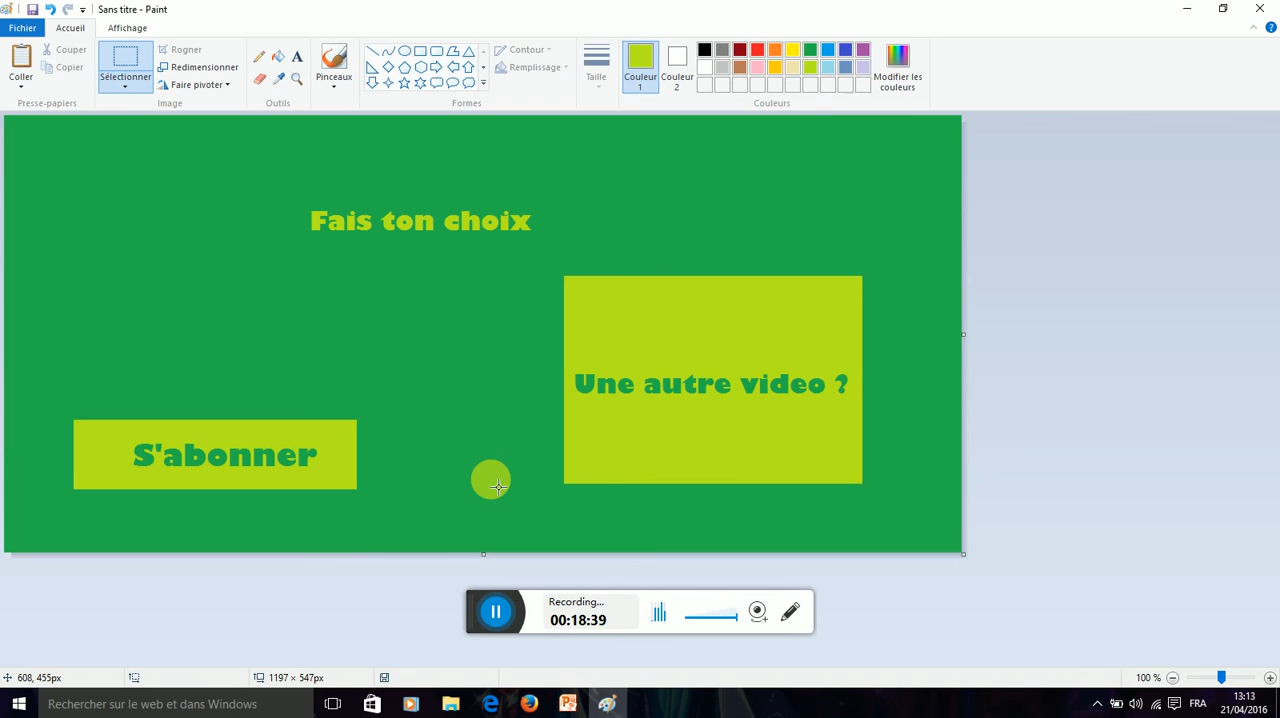 Sans titre - Paint
Fichier
Accueil
Affichage
Coller
Couper
Copier
Presse-papiers
Sélectionner
Rogner
Redimensionner
Faire pivoter
Image
A
Outils
Pinceaux
Contour
Remplissage
Formes
Taille
Couleur
1
Couleur
2
Modifier les
couleurs
Couleurs
Fais ton choix
Une autre video ?
S'abonner
Recording...
00:18:39
608, 455px
1197 × 547px
100 %
Rechercher sur le web et dans Windows
FRA
13:13
21/04/2016